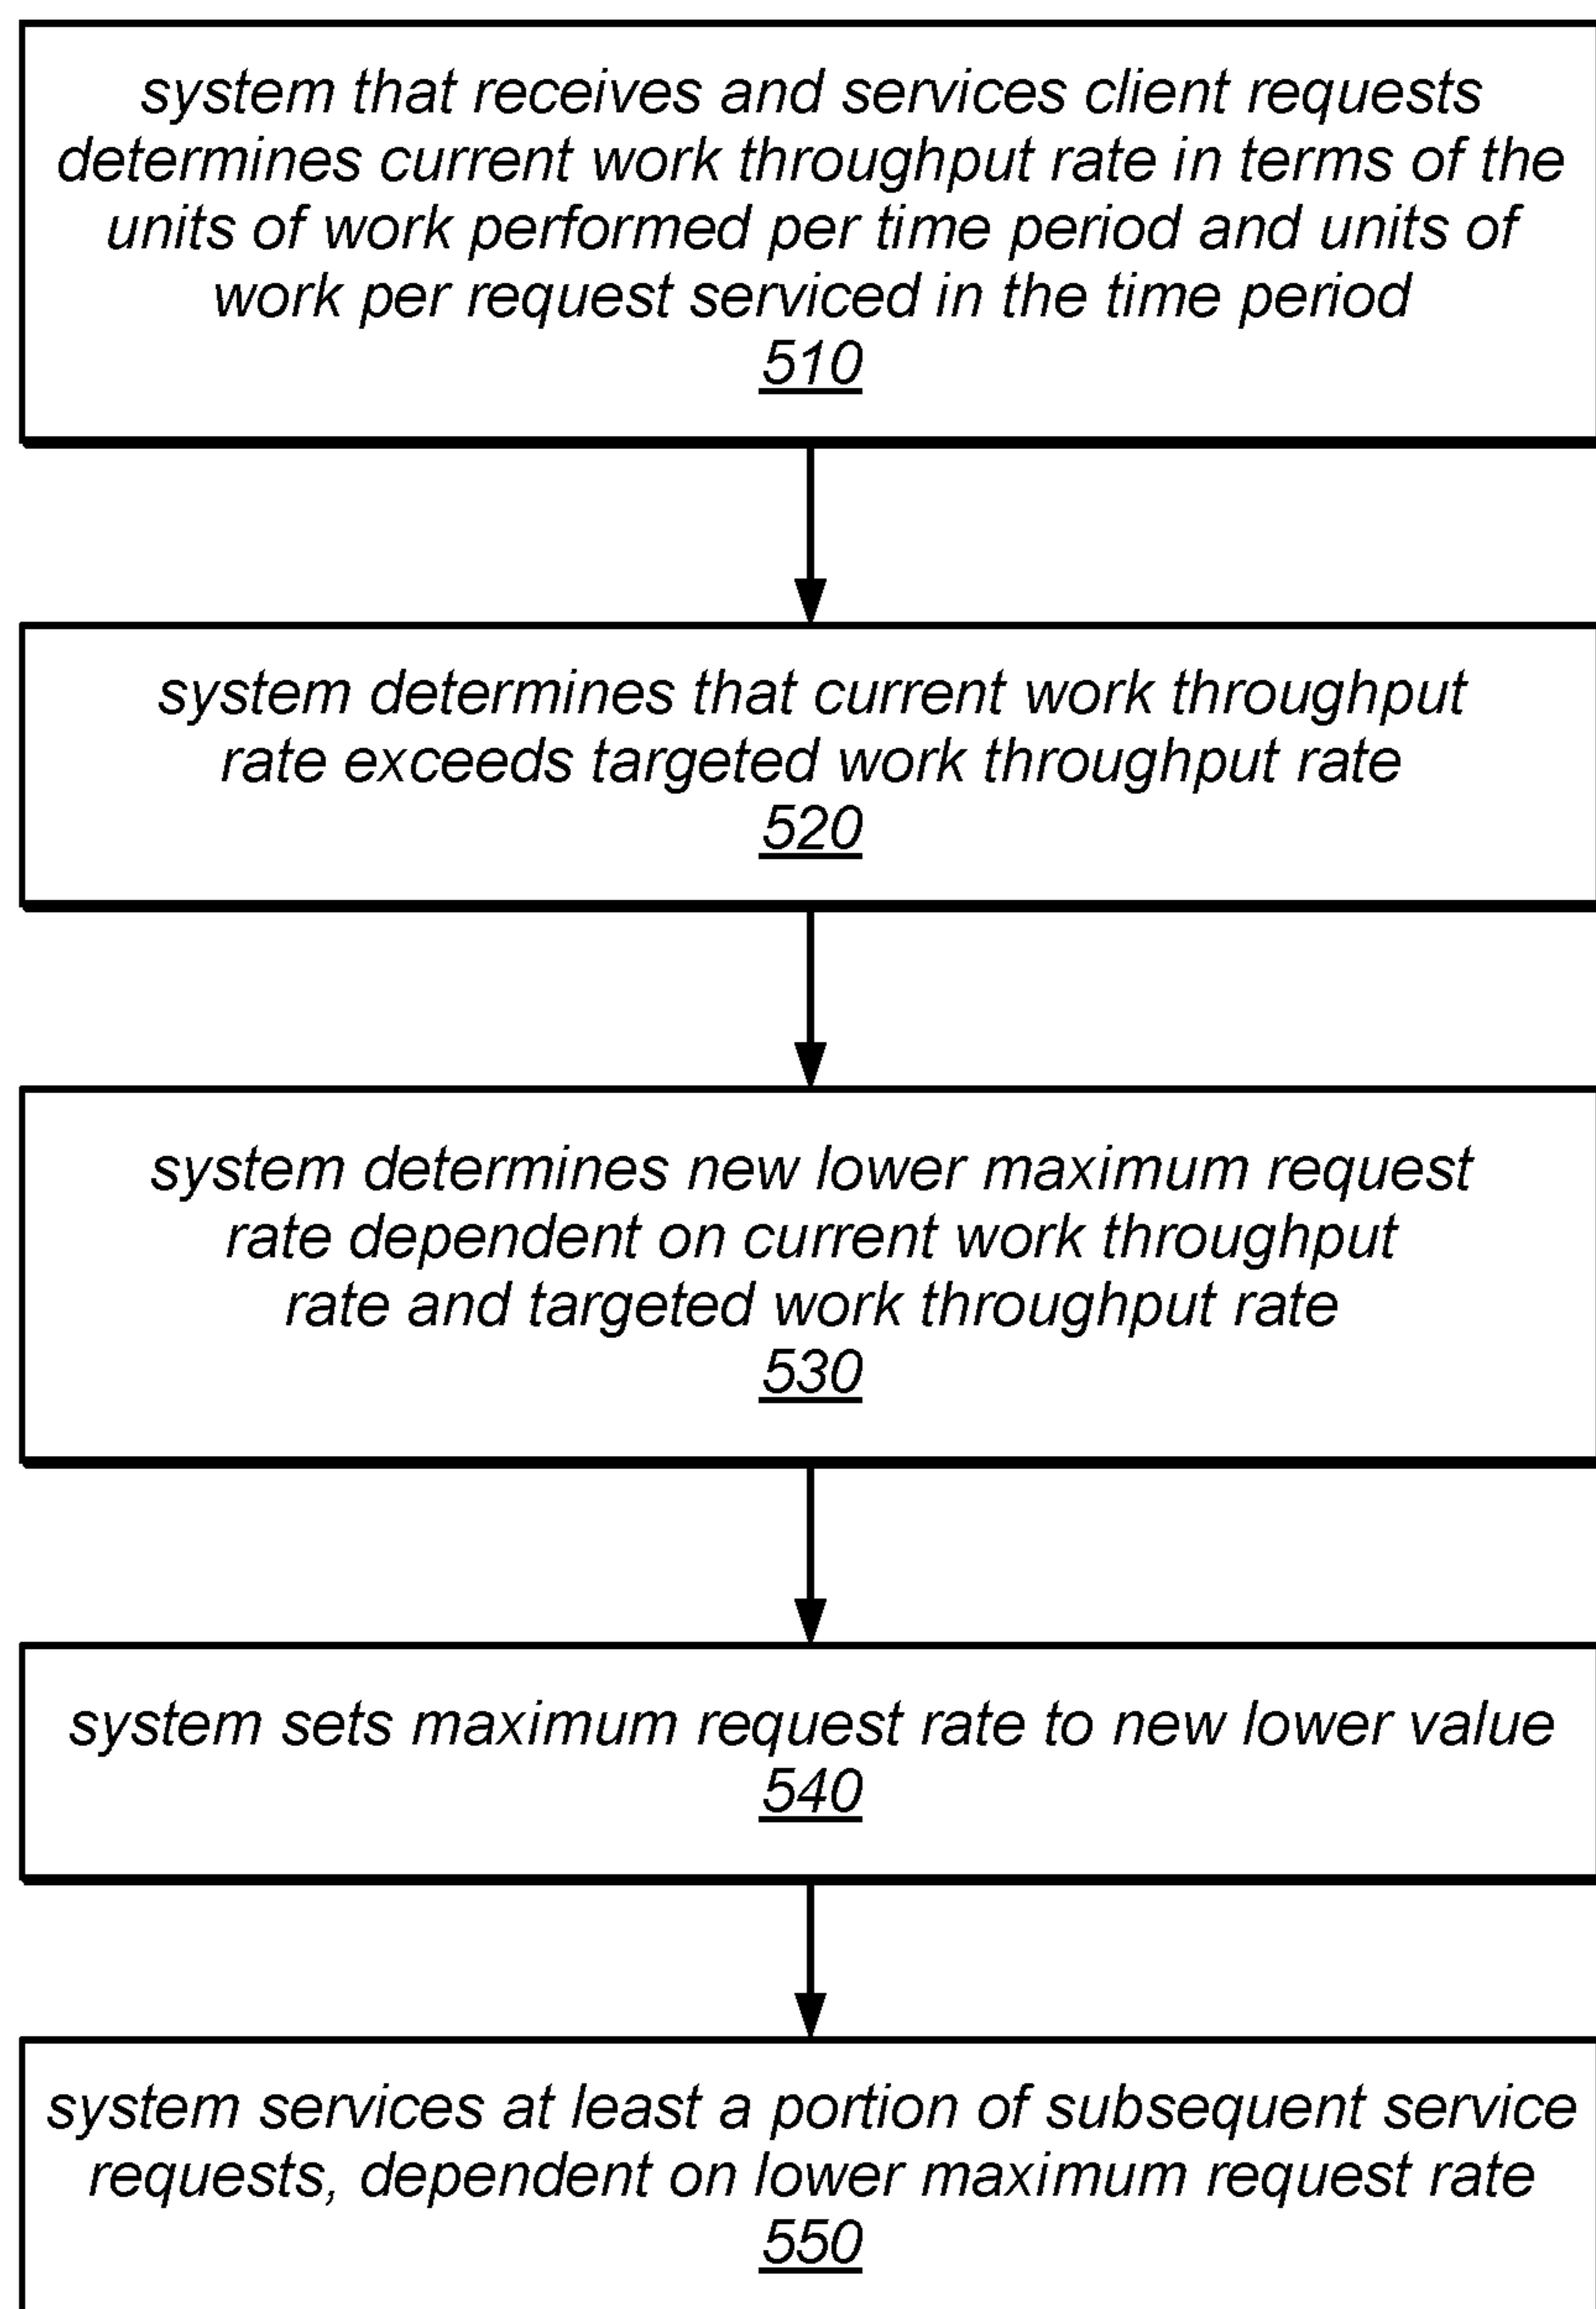 system that receives and services client requests
determines current work throughput rate in terms of the
units of work performed per time period and units of
work per request serviced in the time period
510
system determines that current work throughput
rate exceeds targeted work throughput rate
520
system determines new lower maximum request
rate dependent on current work throughput
rate and targeted work throughput rate
530
system sets maximum request rate to new lower value
540
system services at least a portion of subsequent service
requests, dependent on lower maximum request rate
550